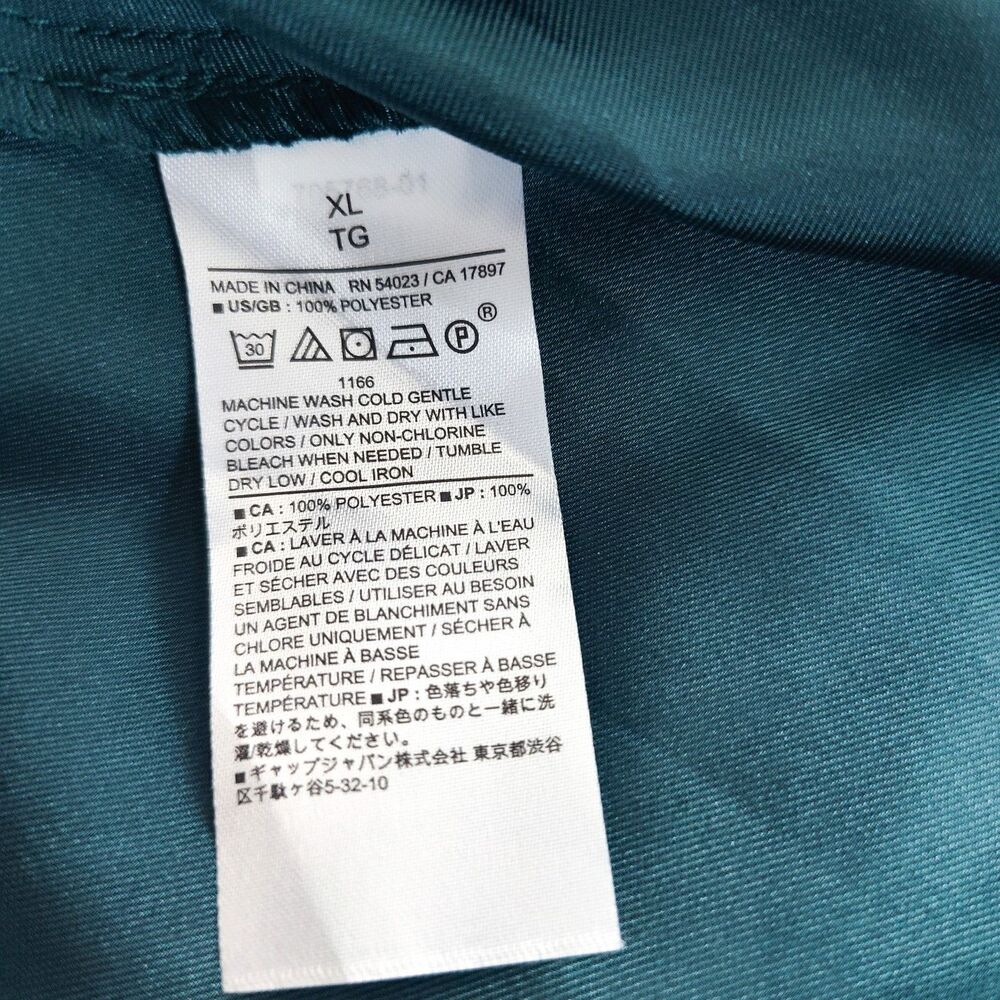 XL
TG
MADE IN CHINA RN 54023 / CA 17897
■ US/GB : 100% POLYESTER
30 P ®
1166
MACHINE WASH COLD GENTLE
CYCLE / WASH AND DRY WITH LIKE
COLORS / ONLY NON-CHLORINE
BLEACH WHEN NEEDED / TUMBLE
DRY LOW / COOL IRON
■ CA : 100% POLYESTER ■ JP : 100%
ポリエステル
■ CA : LAVER À LA MACHINE À L'EAU
FROIDE AU CYCLE DÉLICAT / LAVER
ET SÉCHER AVEC DES COULEURS
SEMBLABLES / UTILISER AU BESOIN
UN AGENT DE BLANCHIMENT SANS
CHLORE UNIQUEMENT / SÉCHER À
LA MACHINE À BASSE
TEMPÉRATURE / REPASSER À BASSE
TEMPÉRATURE ■ JP : 色落ちや色移り
を避けるため、同系色のものと一緒に洗
濯/乾燥してください。
■ ギャップジャパン株式会社 東京都渋谷
区千駄ケ谷5-32-10